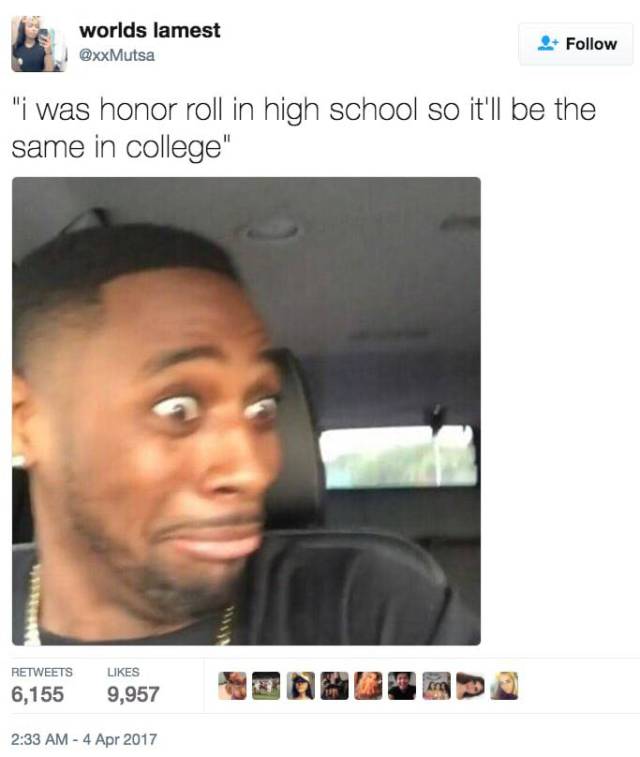 worlds lamest
@xxMutsa
Follow
"i was honor roll in high school so it'll be the
same in college"
RETWEETS LIKES
6,155 9,957
2:33 AM - 4 Apr 2017